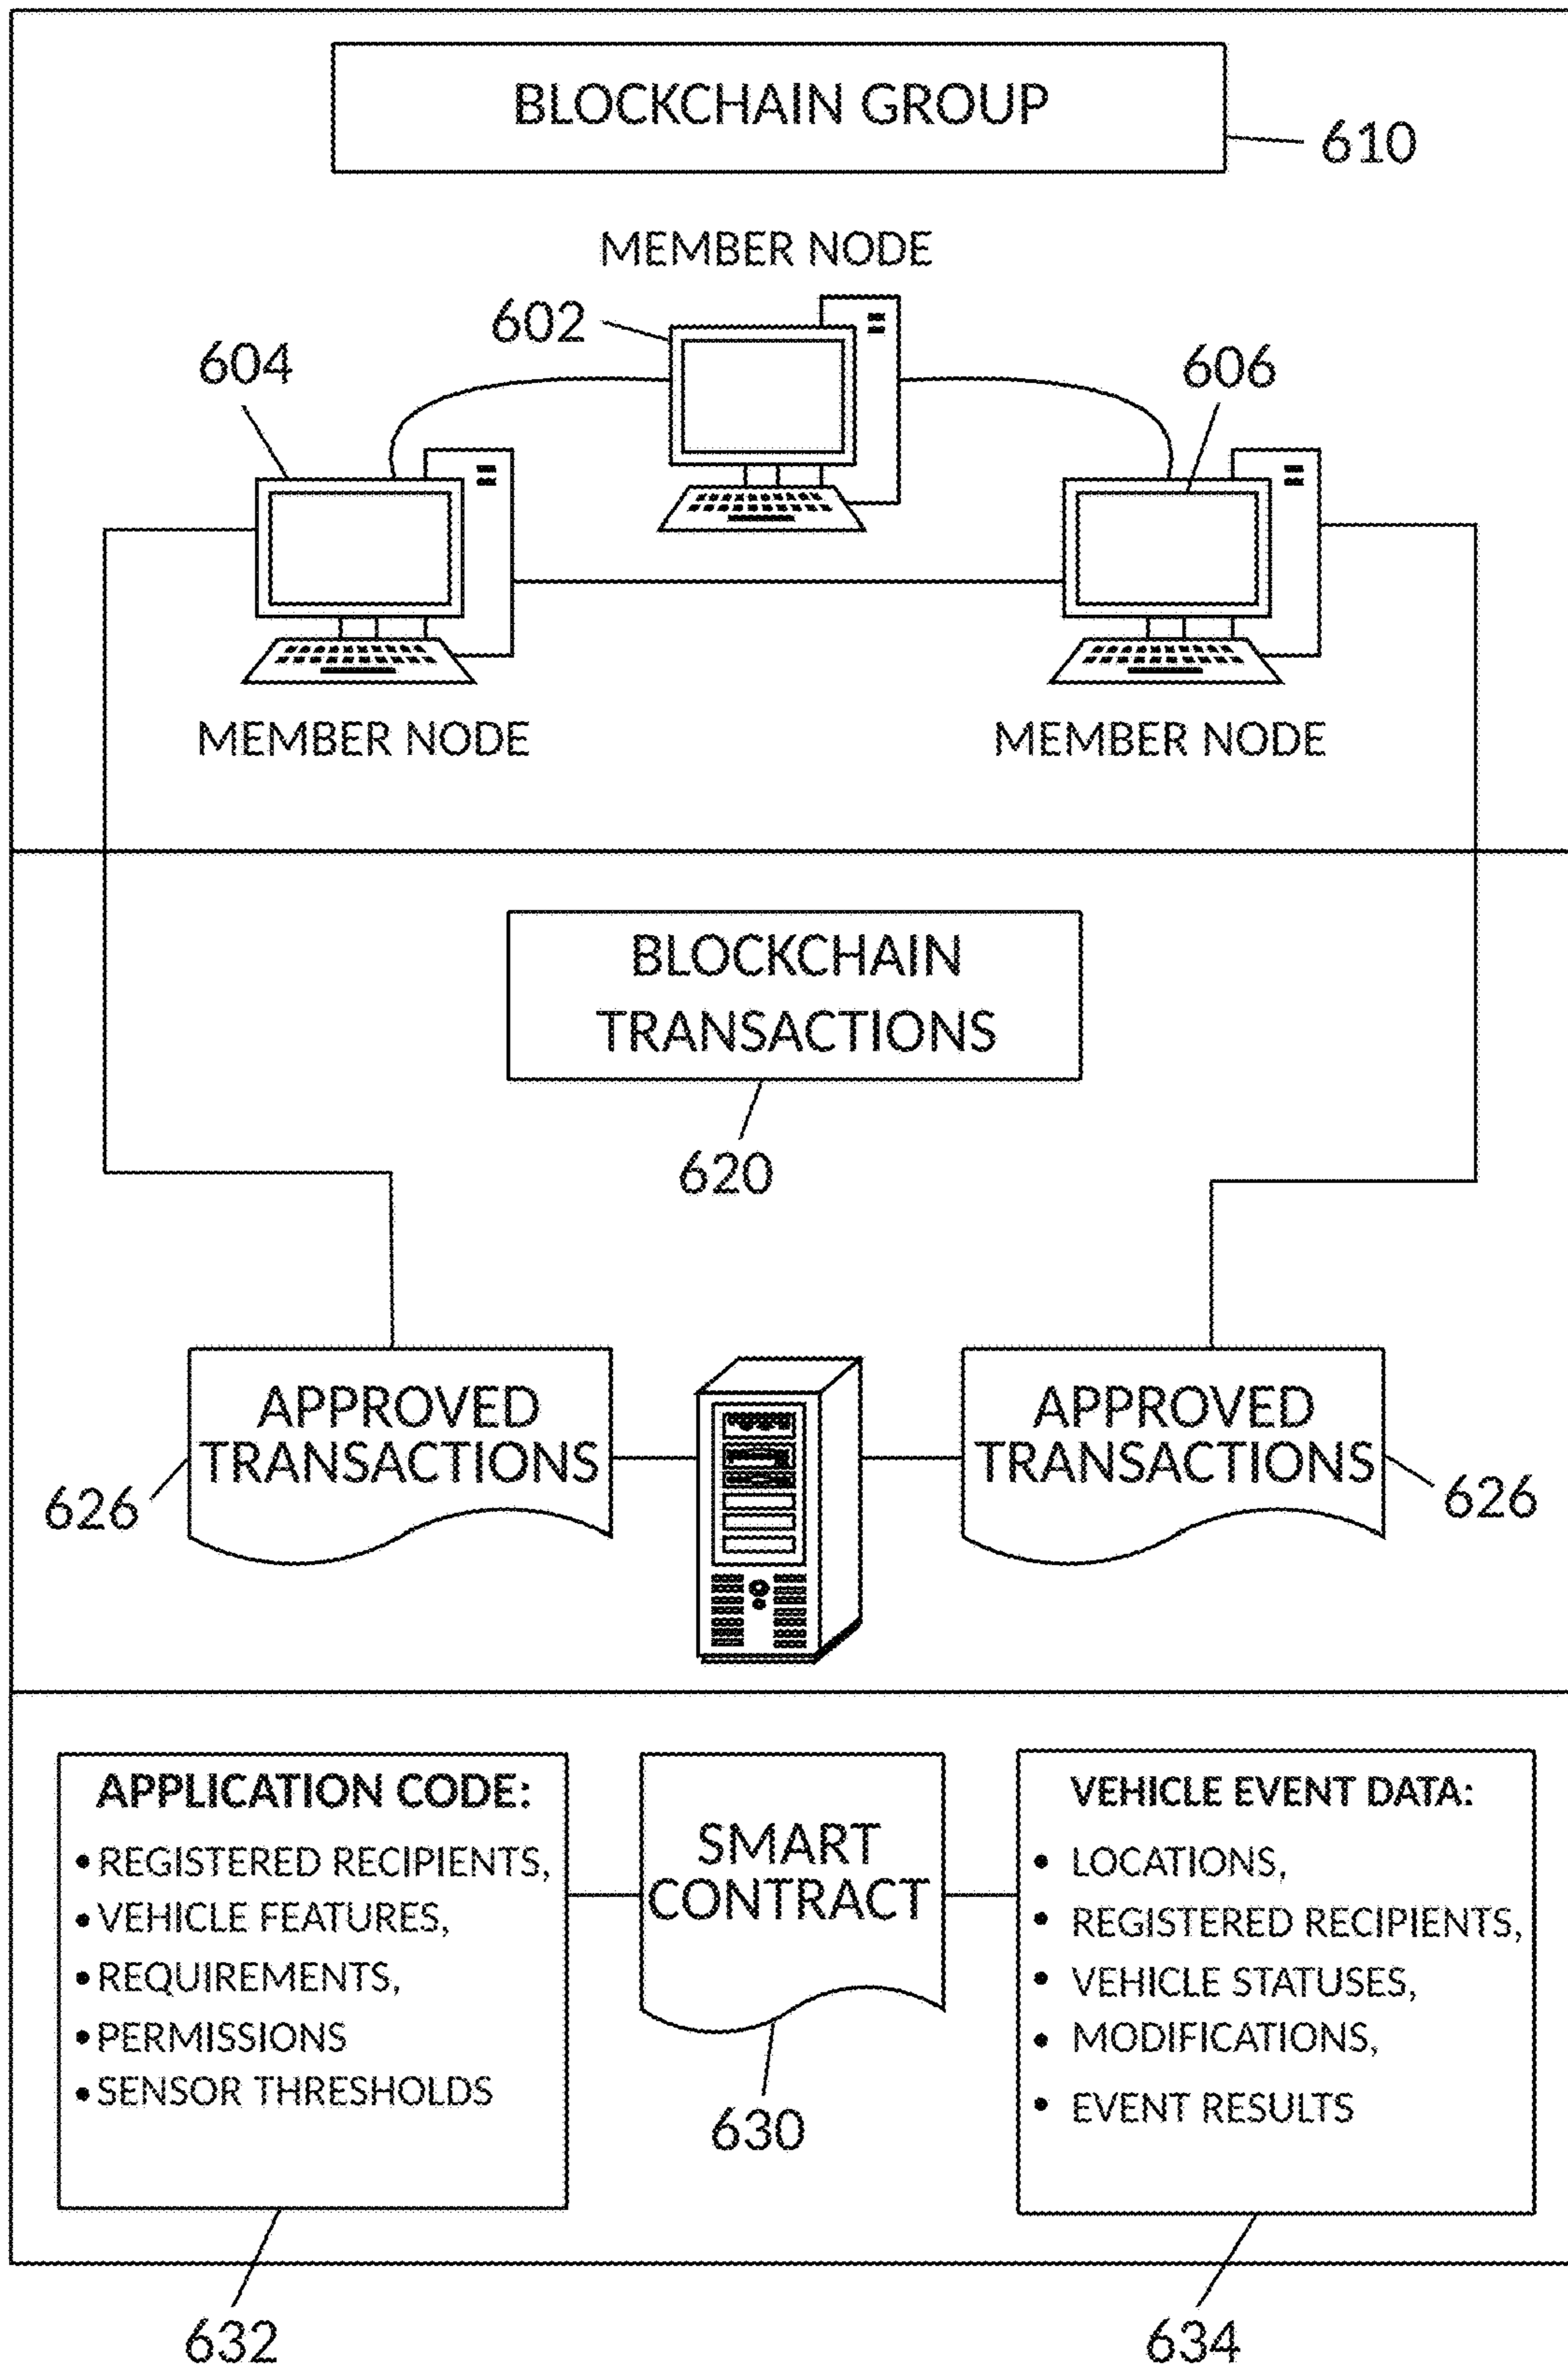 BLOCKCHAIN GROUP
610
MEMBER NODE
602
604
606
MEMBER NODE
MEMBER NODE
BLOCKCHAIN
TRANSACTIONS
620
APPROVED
TRANSACTIONS
626
APPROVED
TRANSACTIONS
626
APPLICATION CODE:
• REGISTERED RECIPIENTS,
• VEHICLE FEATURES,
• REQUIREMENTS,
• PERMISSIONS
• SENSOR THRESHOLDS
632
SMART
CONTRACT
630
VEHICLE EVENT DATA:
• LOCATIONS,
• REGISTERED RECIPIENTS,
• VEHICLE STATUSES,
• MODIFICATIONS,
• EVENT RESULTS
634